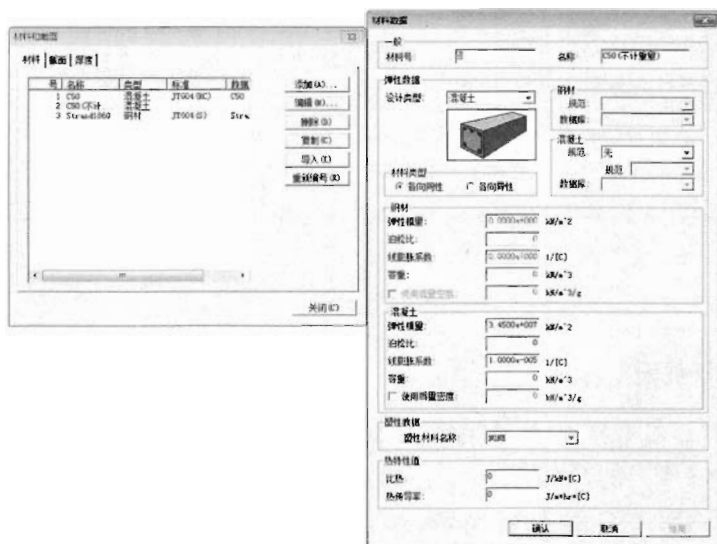 材料和截面
材料 截面 厚度
号 名称 类型 标准 数据
1 C50 混凝土 JTG04(RC) C50
2 C50(不计 混凝土
3 Strand1860 钢材 JTG04(S) Stra
添加(A)...
编辑(M)...
删除(D)
复制(C)
导入(I)
重新编号(R)
关闭(C)
材料数据
一般
材料号: 2 名称: C50(不计重量)
弹性数据
设计类型: 混凝土
钢材
规范:
数据库:
混凝土
规范: 无
规范
数据库:
材料类型
各向同性 各向异性
钢材
弹性模量: 0.0000e+000 kN/m^2
泊松比: 0
线膨胀系数: 0.0000e+000 1/[C]
容重: 0 kN/m^3
使用质量密度: 0 kN/m^3/g
混凝土
弹性模量: 3.4500e+007 kN/m^2
泊松比: 0
线膨胀系数: 1.0000e-005 1/[C]
容重: 0 kN/m^3
使用质量密度: 0 kN/m^3/g
塑性数据
塑性材料名称
热特性值
比热: 0 J/kN*[C]
热传导率: 0 J/m*hr*[C]
确认 取消